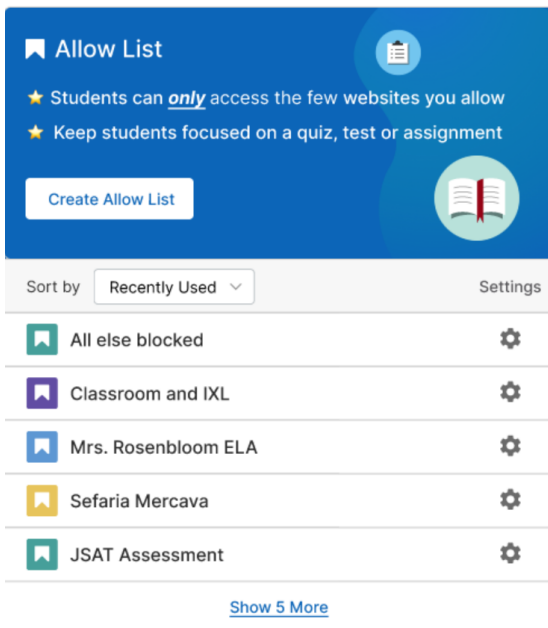 Allow List
Students can only access the few websites you allow
Keep students focused on a quiz, test or assignment
Create Allow List
Sort by Recently Used Settings
All else blocked
Classroom and IXL
Mrs. Rosenbloom ELA
Sefaria Mercava
JSAT Assessment
Show 5 More